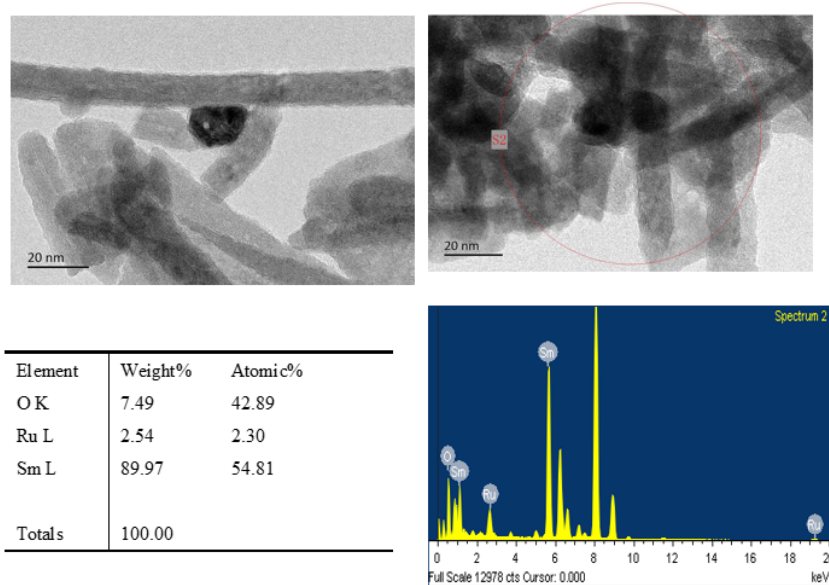 20 nm
S2
20 nm
Element Weight% Atomic%
O K 7.49 42.89
Ru L 2.54 2.30
Sm L 89.97 54.81
Totals 100.00
Spectrum 2
Sm
O
Sm
Ru
Ru
0 2 4 6 8 10 12 14 16 18 2
Full Scale 12978 cts Cursor: 0.000 keV